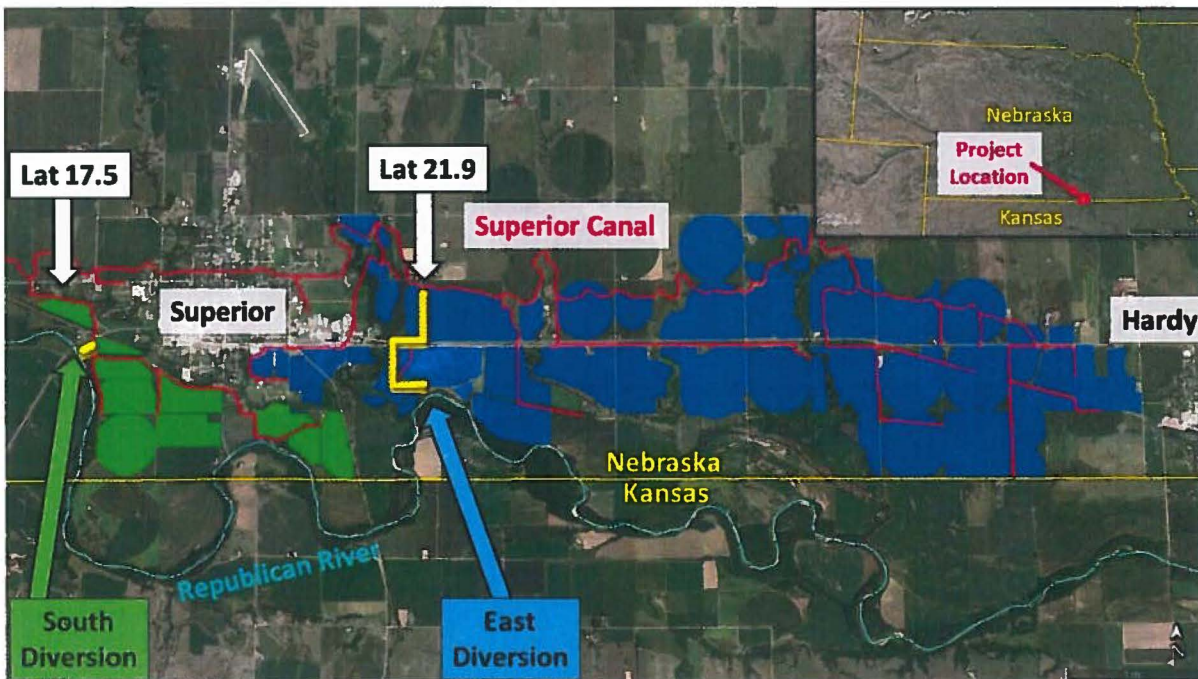 Nebraska
Project
Location
Kansas
Lat 17.5
Lat 21.9
Superior Canal
Superior
Hardy
Nebraska
Kansas
Republican River
South
Diversion
East
Diversion